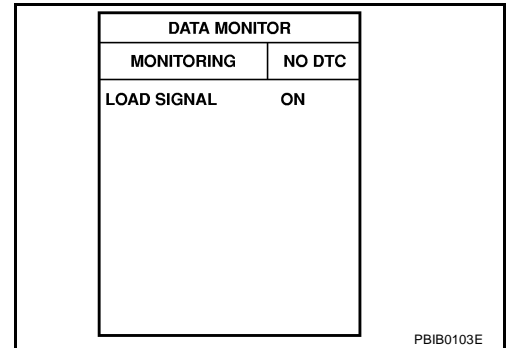 DATA MONITOR
MONITORING NO DTC
LOAD SIGNAL ON
PBIB0103E